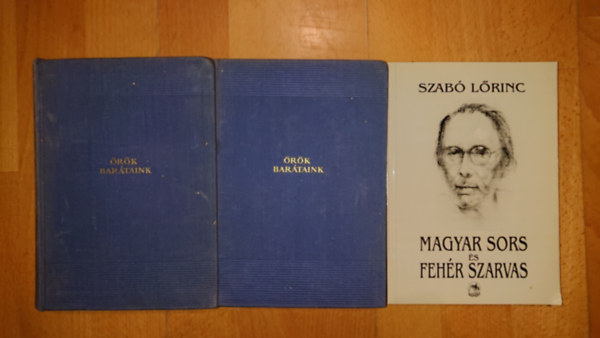 ÖRÖK
BARÁTAINK
ÖRÖK
BARÁTAINK
SZABÓ LŐRINC
MAGYAR SORS
ÉS
FEHÉR SZARVAS